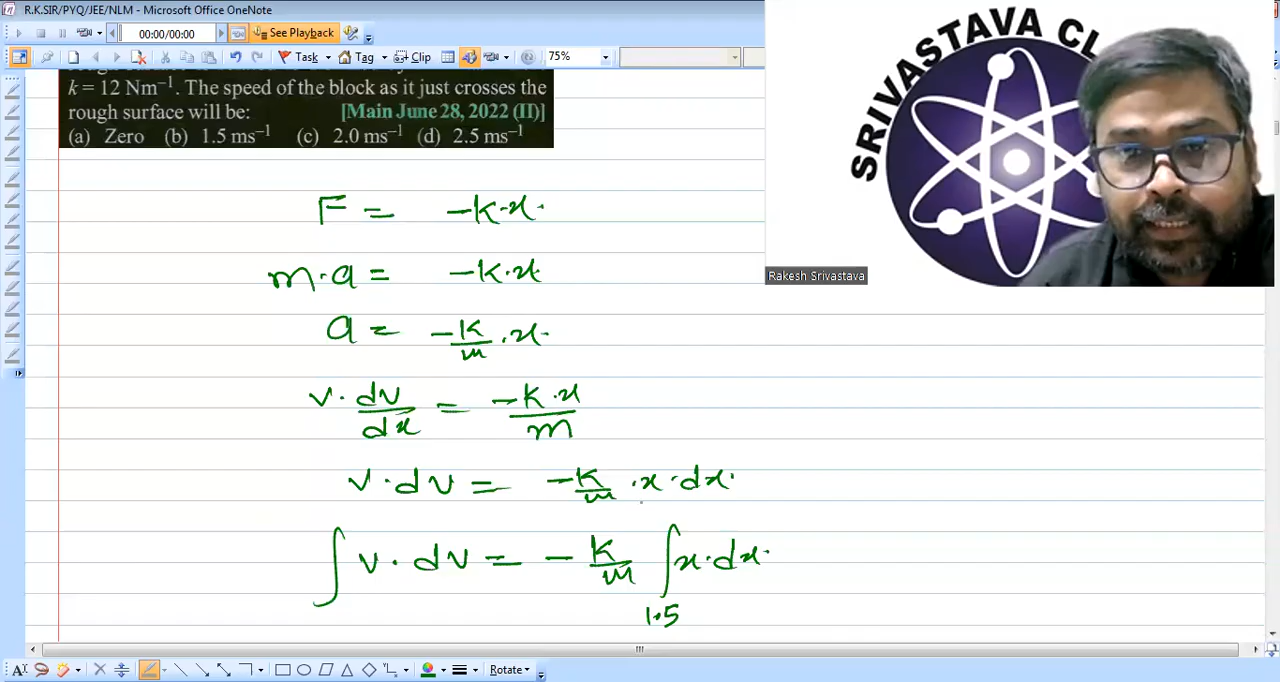 R.K.SIR/PYQ/JEE/NLM - Microsoft Office OneNote
00:00/00:00 See Playback
Task Tag Clip 75%
k = 12 Nm⁻¹. The speed of the block as it just crosses the
rough surface will be: [Main June 28, 2022 (II)]
(a) Zero (b) 1.5 ms⁻¹ (c) 2.0 ms⁻¹ (d) 2.5 ms⁻¹
SRIVASTAVA CL
Rakesh Srivastava
F = -k·x·
m·a = -k·x
a = -k/m ·x·
v· dv/dx = -k·x/m
v·dv = -k/m ·x·dx·
∫ v·dv = - k/m ∫1.5 x·dx·
Rotate